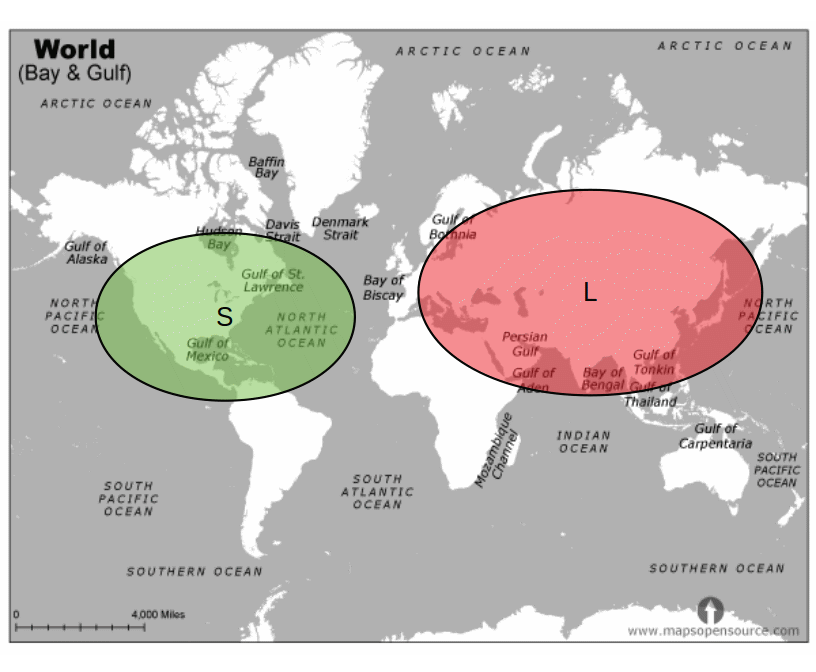 World
(Bay & Gulf)
ARCTIC OCEAN
ARCTIC OCEAN
ARCTIC OCEAN
Baffin
Bay
Hudson
Bay
Davis
Strait
Denmark
Strait
Gulf of
Bothnia
Gulf of
Alaska
Gulf of St.
Lawrence
Bay of
Biscay
L
NORTH
PACIFIC
OCEAN
S
NORTH
ATLANTIC
OCEAN
NORTH
PACIFIC
OCEAN
Gulf of
Mexico
Persian
Gulf
Gulf of
Aden
Bay of
Bengal
Gulf of
Tonkin
Gulf of
Thailand
Mozambique
Channel
INDIAN
OCEAN
Gulf of
Carpentaria
SOUTH
PACIFIC
OCEAN
SOUTH
PACIFIC
OCEAN
SOUTH
ATLANTIC
OCEAN
SOUTHERN OCEAN
SOUTHERN OCEAN
0 4,000 Miles
www.mapsopensource.com